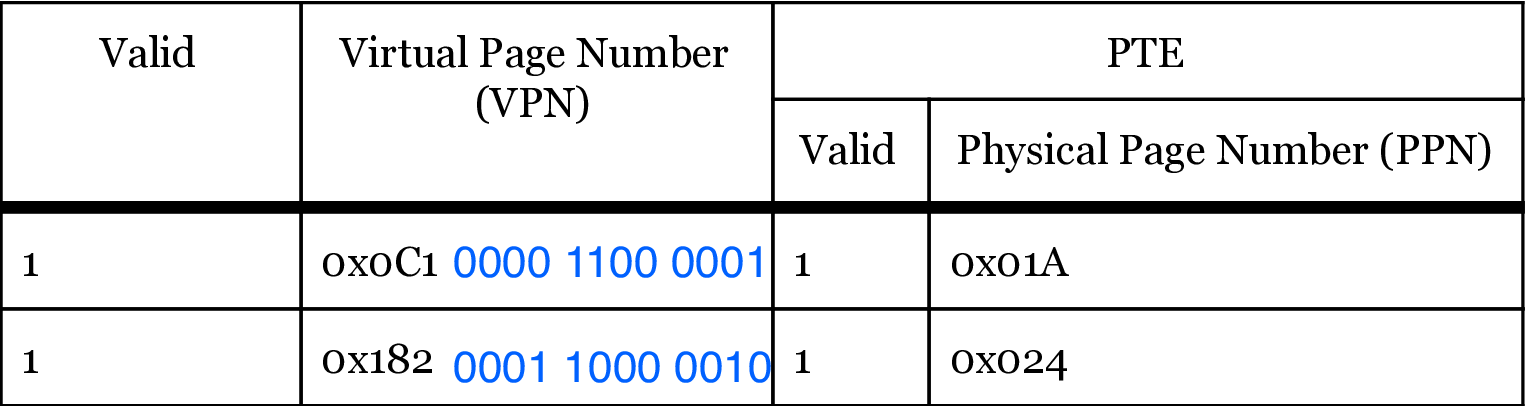 Valid Virtual Page Number (VPN) PTE
Valid Physical Page Number (PPN)
1 0x0C1 0000 1100 0001 1 0x01A
1 0x182 0001 1000 0010 1 0x024